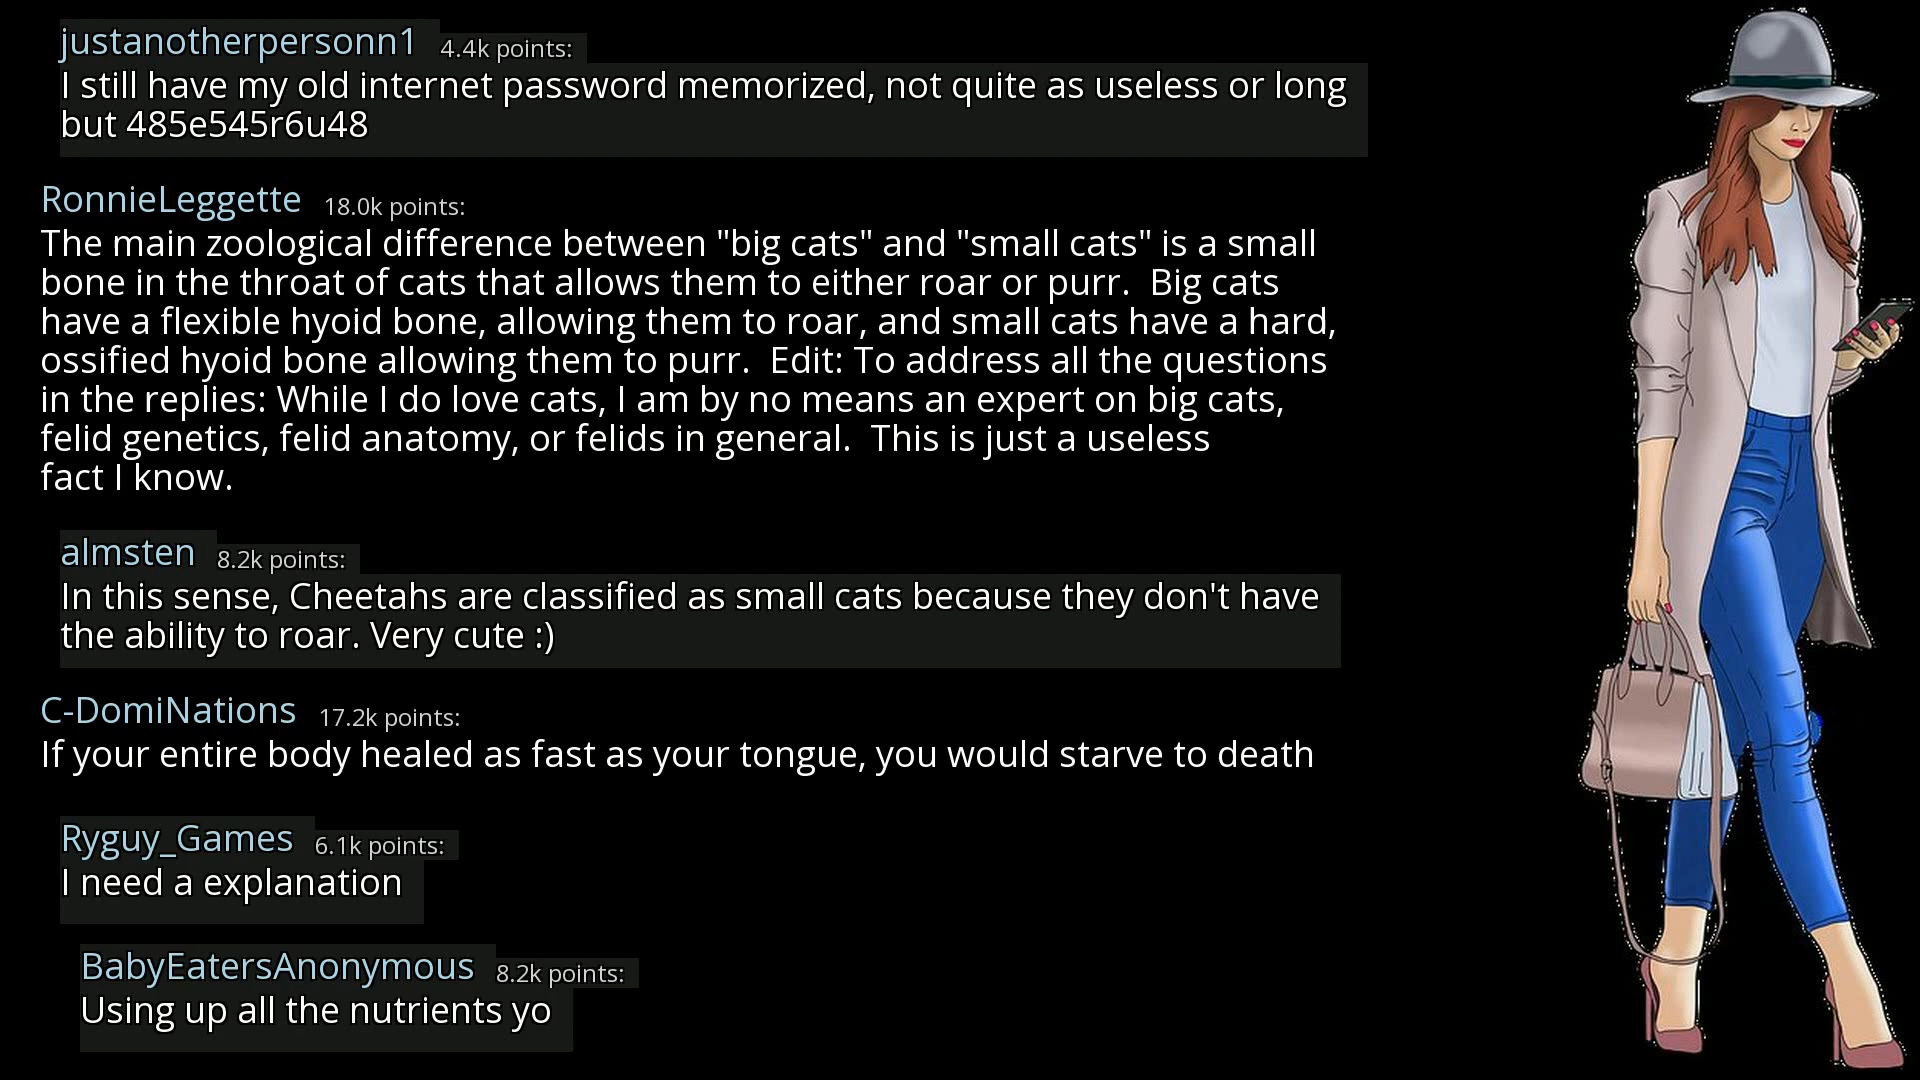 justanotherpersonn1 4.4k points:
I still have my old internet password memorized, not quite as useless or long
but 485e545r6u48
RonnieLeggette 18.0k points:
The main zoological difference between "big cats" and "small cats" is a small
bone in the throat of cats that allows them to either roar or purr.  Big cats
have a flexible hyoid bone, allowing them to roar, and small cats have a hard,
ossified hyoid bone allowing them to purr.  Edit: To address all the questions
in the replies: While I do love cats, I am by no means an expert on big cats,
felid genetics, felid anatomy, or felids in general.  This is just a useless
fact I know.
almsten 8.2k points:
In this sense, Cheetahs are classified as small cats because they don't have
the ability to roar. Very cute :)
C-DomiNations 17.2k points:
If your entire body healed as fast as your tongue, you would starve to death
Ryguy_Games 6.1k points:
I need a explanation
BabyEatersAnonymous 8.2k points:
Using up all the nutrients yo